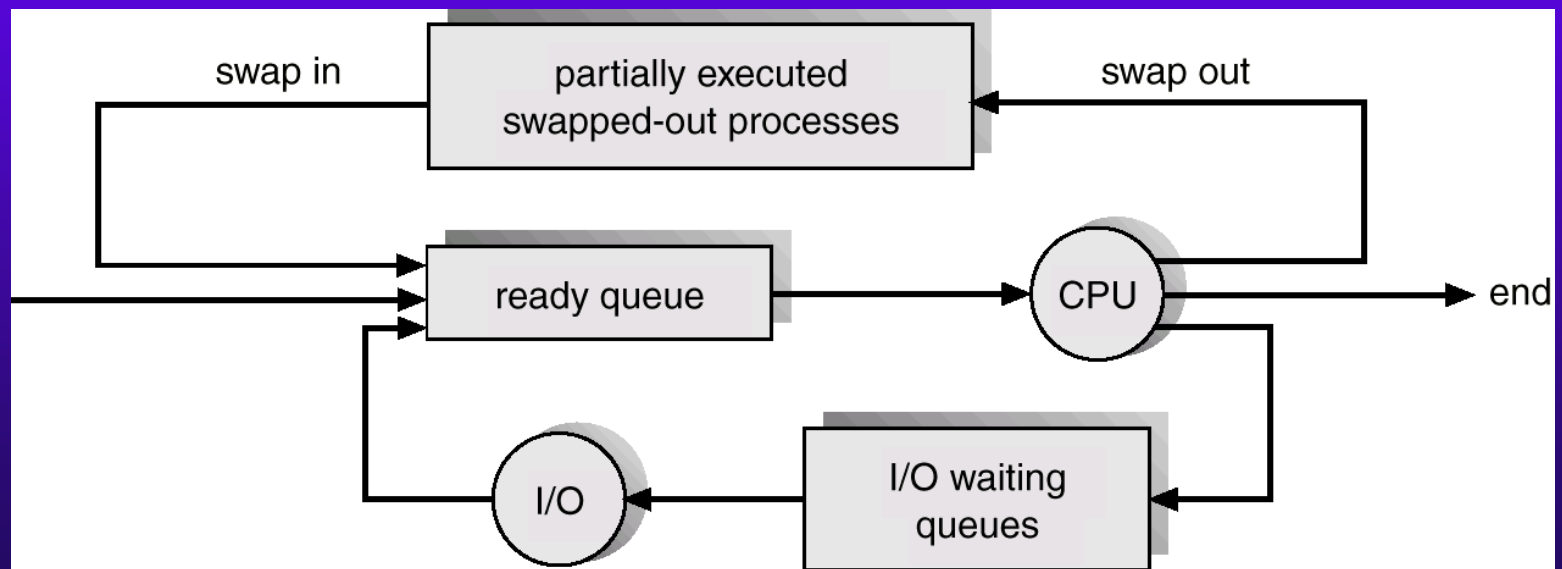 swap in
partially executed
swapped-out processes
swap out
ready queue
CPU
end
I/O
I/O waiting
queues